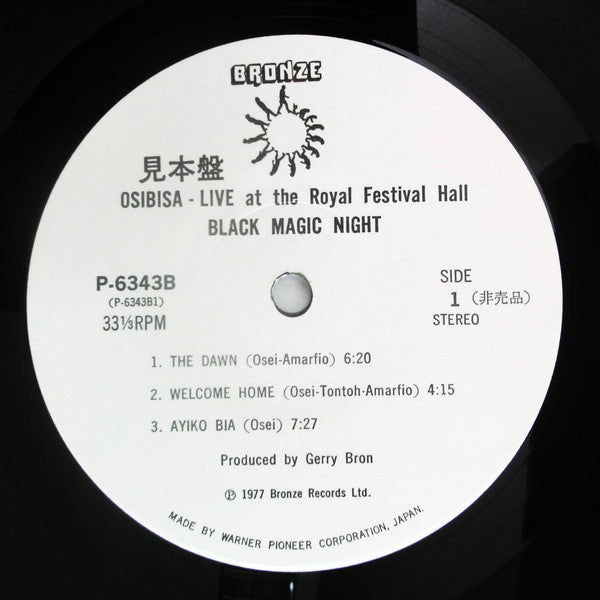 BRONZE
見本盤
OSIBISA - LIVE at the Royal Festival Hall
BLACK MAGIC NIGHT
P-6343B
(P-6343B1)
33⅓RPM
SIDE
1 (非売品)
STEREO
1. THE DAWN (Osei-Amarfio) 6:20
2. WELCOME HOME (Osei-Tontoh-Amarfio) 4:15
3. AYIKO BIA (Osei) 7:27
Produced by Gerry Bron
℗ 1977 Bronze Records Ltd.
MADE BY WARNER PIONEER CORPORATION, JAPAN.